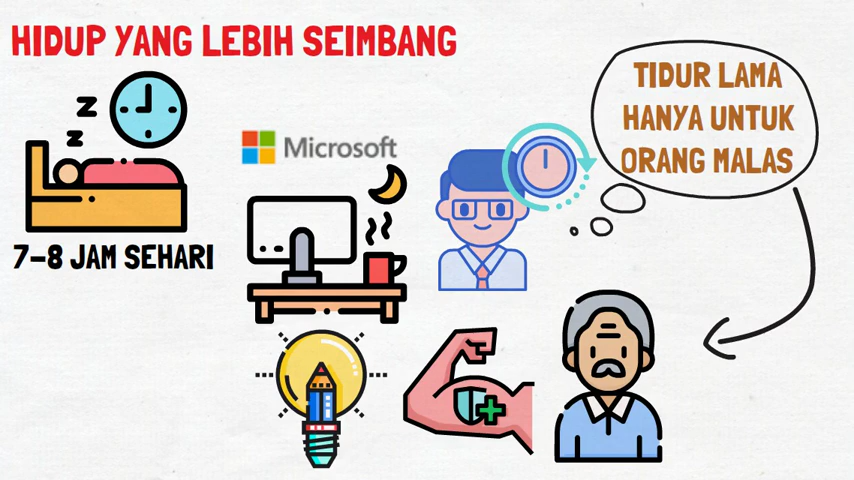 HIDUP YANG LEBIH SEIMBANG
z
z
7-8 JAM SEHARI
Microsoft
TIDUR LAMA
HANYA UNTUK
ORANG MALAS